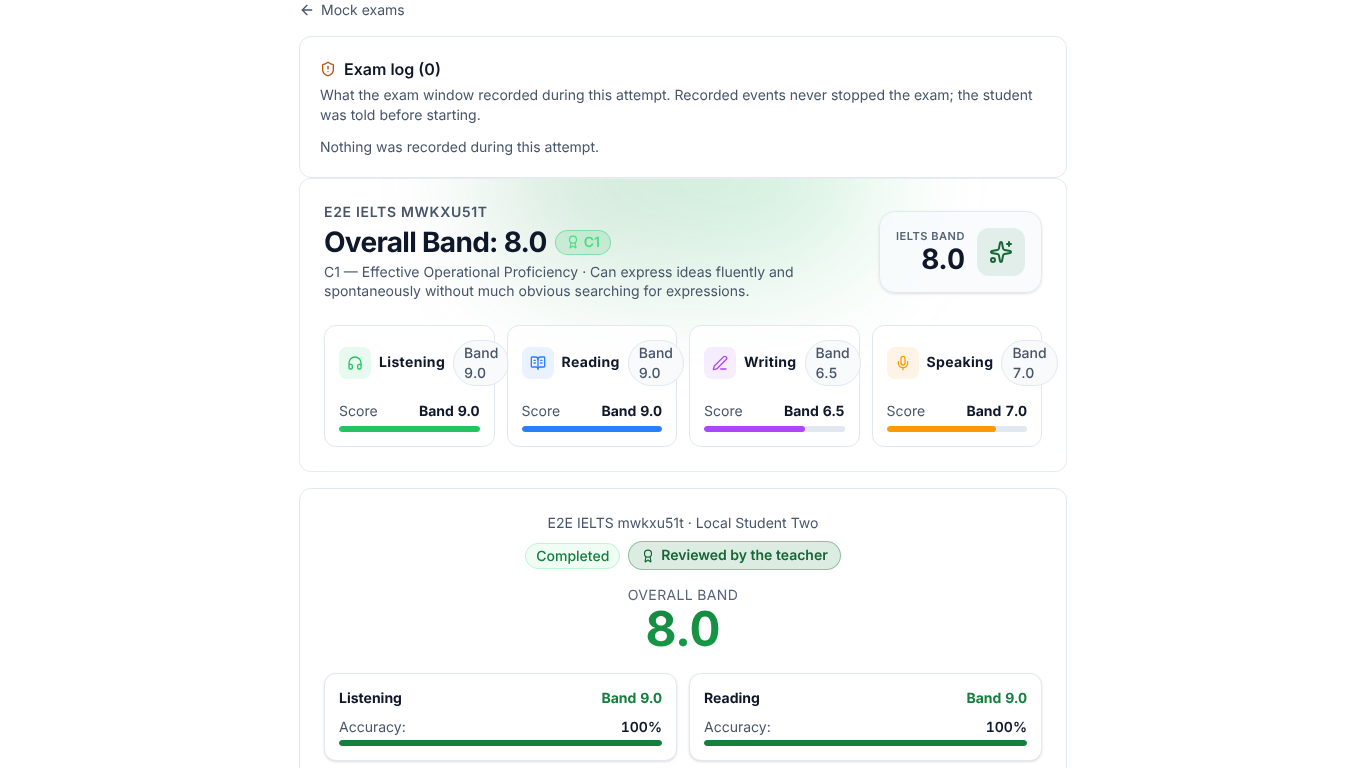 Mock exams
Exam log (0)
What the exam window recorded during this attempt. Recorded events never stopped the exam; the student
was told before starting.
Nothing was recorded during this attempt.
E2E IELTS MWKXU51T
Overall Band: 8.0 C1
C1 — Effective Operational Proficiency · Can express ideas fluently and
spontaneously without much obvious searching for expressions.
IELTS BAND
8.0
Listening
Band
9.0
Score Band 9.0
Reading
Band
9.0
Score Band 9.0
Writing
Band
6.5
Score Band 6.5
Speaking
Band
7.0
Score Band 7.0
E2E IELTS mwkxu51t · Local Student Two
Completed Reviewed by the teacher
OVERALL BAND
8.0
Listening Band 9.0
Accuracy: 100%
Reading Band 9.0
Accuracy: 100%